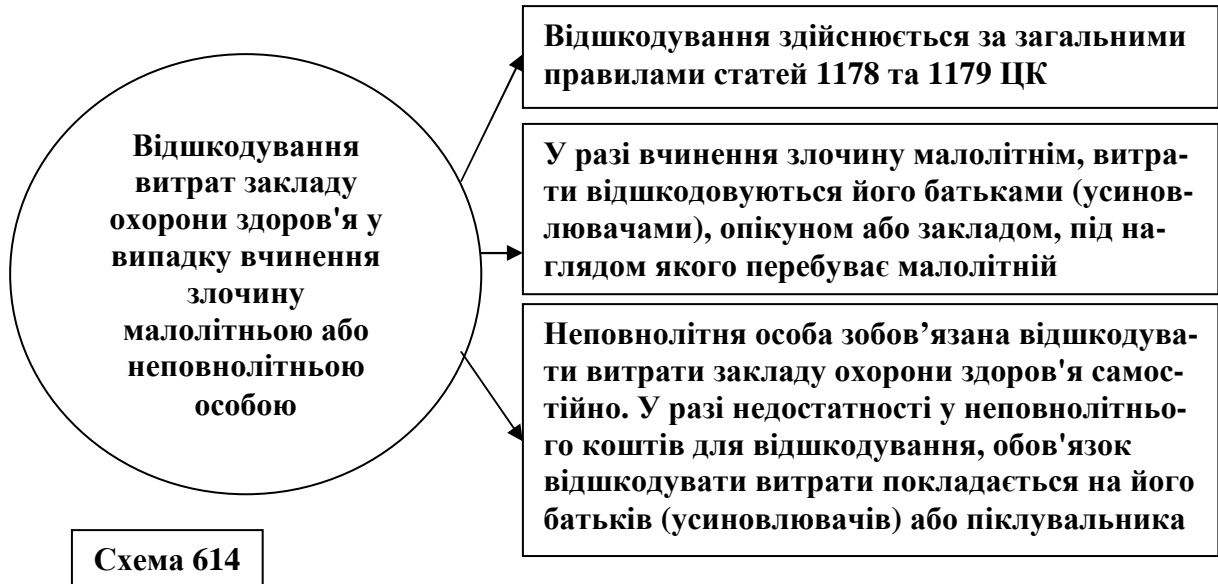 Відшкодування
витрат закладу
охорони здоров'я у
випадку вчинення
злочину
малолітньою або
неповнолітньою
особою
Відшкодування здійснюється за загальними
правилами статей 1178 та 1179 ЦК
У разі вчинення злочину малолітнім, витра-
ти відшкодовуються його батьками (усинов-
лювачами), опікуном або закладом, під на-
глядом якого перебуває малолітній
Неповнолітня особа зобов’язана відшкодува-
ти витрати закладу охорони здоров'я самос-
тійно. У разі недостатності у неповнолітньо-
го коштів для відшкодування, обов'язок
відшкодувати витрати покладається на його
батьків (усиновлювачів) або піклувальника
Схема 614